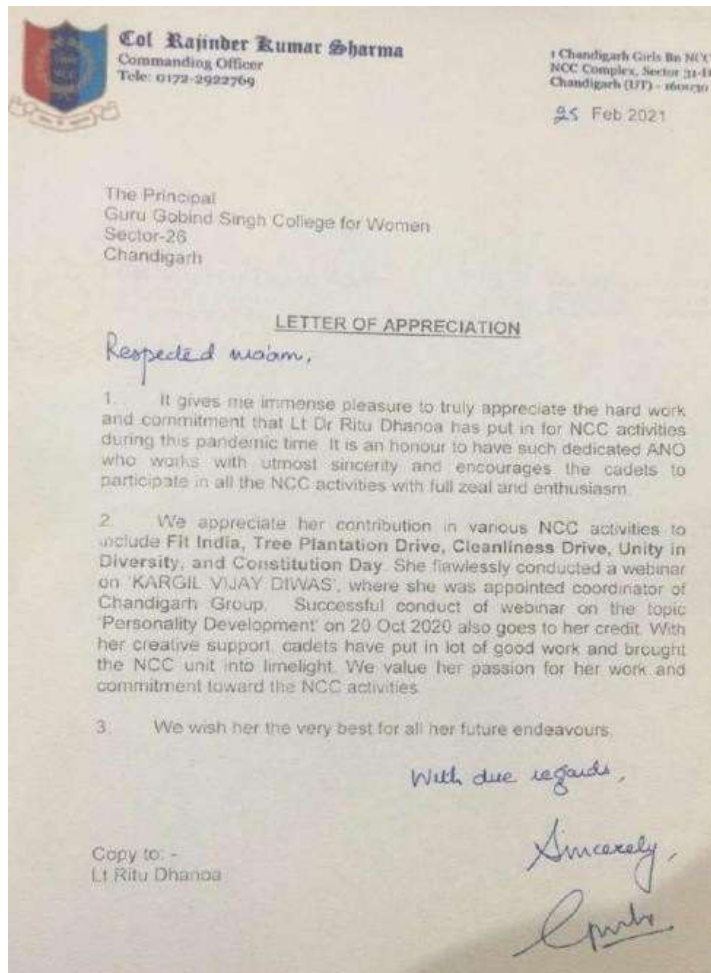 Col Rajinder Kumar Sharma
Commanding Officer
Tele: 0172-2922769
1 Chandigarh Girls Bn NCC
NCC Complex, Sector 31-
Chandigarh (UT) - 160030
25 Feb 2021
NCC
The Principal
Guru Gobind Singh College for Women
Sector-26
Chandigarh
LETTER OF APPRECIATION
Respected ma'am,
1. It gives me immense pleasure to truly appreciate the hard work
and commitment that Lt Dr Ritu Dhanoa has put in for NCC activities
during this pandemic time. It is an honour to have such dedicated ANO
who works with utmost sincerity and encourages the cadets to
participate in all the NCC activities with full zeal and enthusiasm.
2. We appreciate her contribution in various NCC activities to
include Fit India, Tree Plantation Drive, Cleanliness Drive, Unity in
Diversity, and Constitution Day. She flawlessly conducted a webinar
on 'KARGIL VIJAY DIWAS', where she was appointed coordinator of
Chandigarh Group. Successful conduct of webinar on the topic
'Personality Development' on 20 Oct 2020 also goes to her credit. With
her creative support, cadets have put in lot of good work and brought
the NCC unit into limelight. We value her passion for her work and
commitment toward the NCC activities.
3. We wish her the very best for all her future endeavours.
With due regards,
Sincerely,
Copy to: -
Lt Ritu Dhanoa